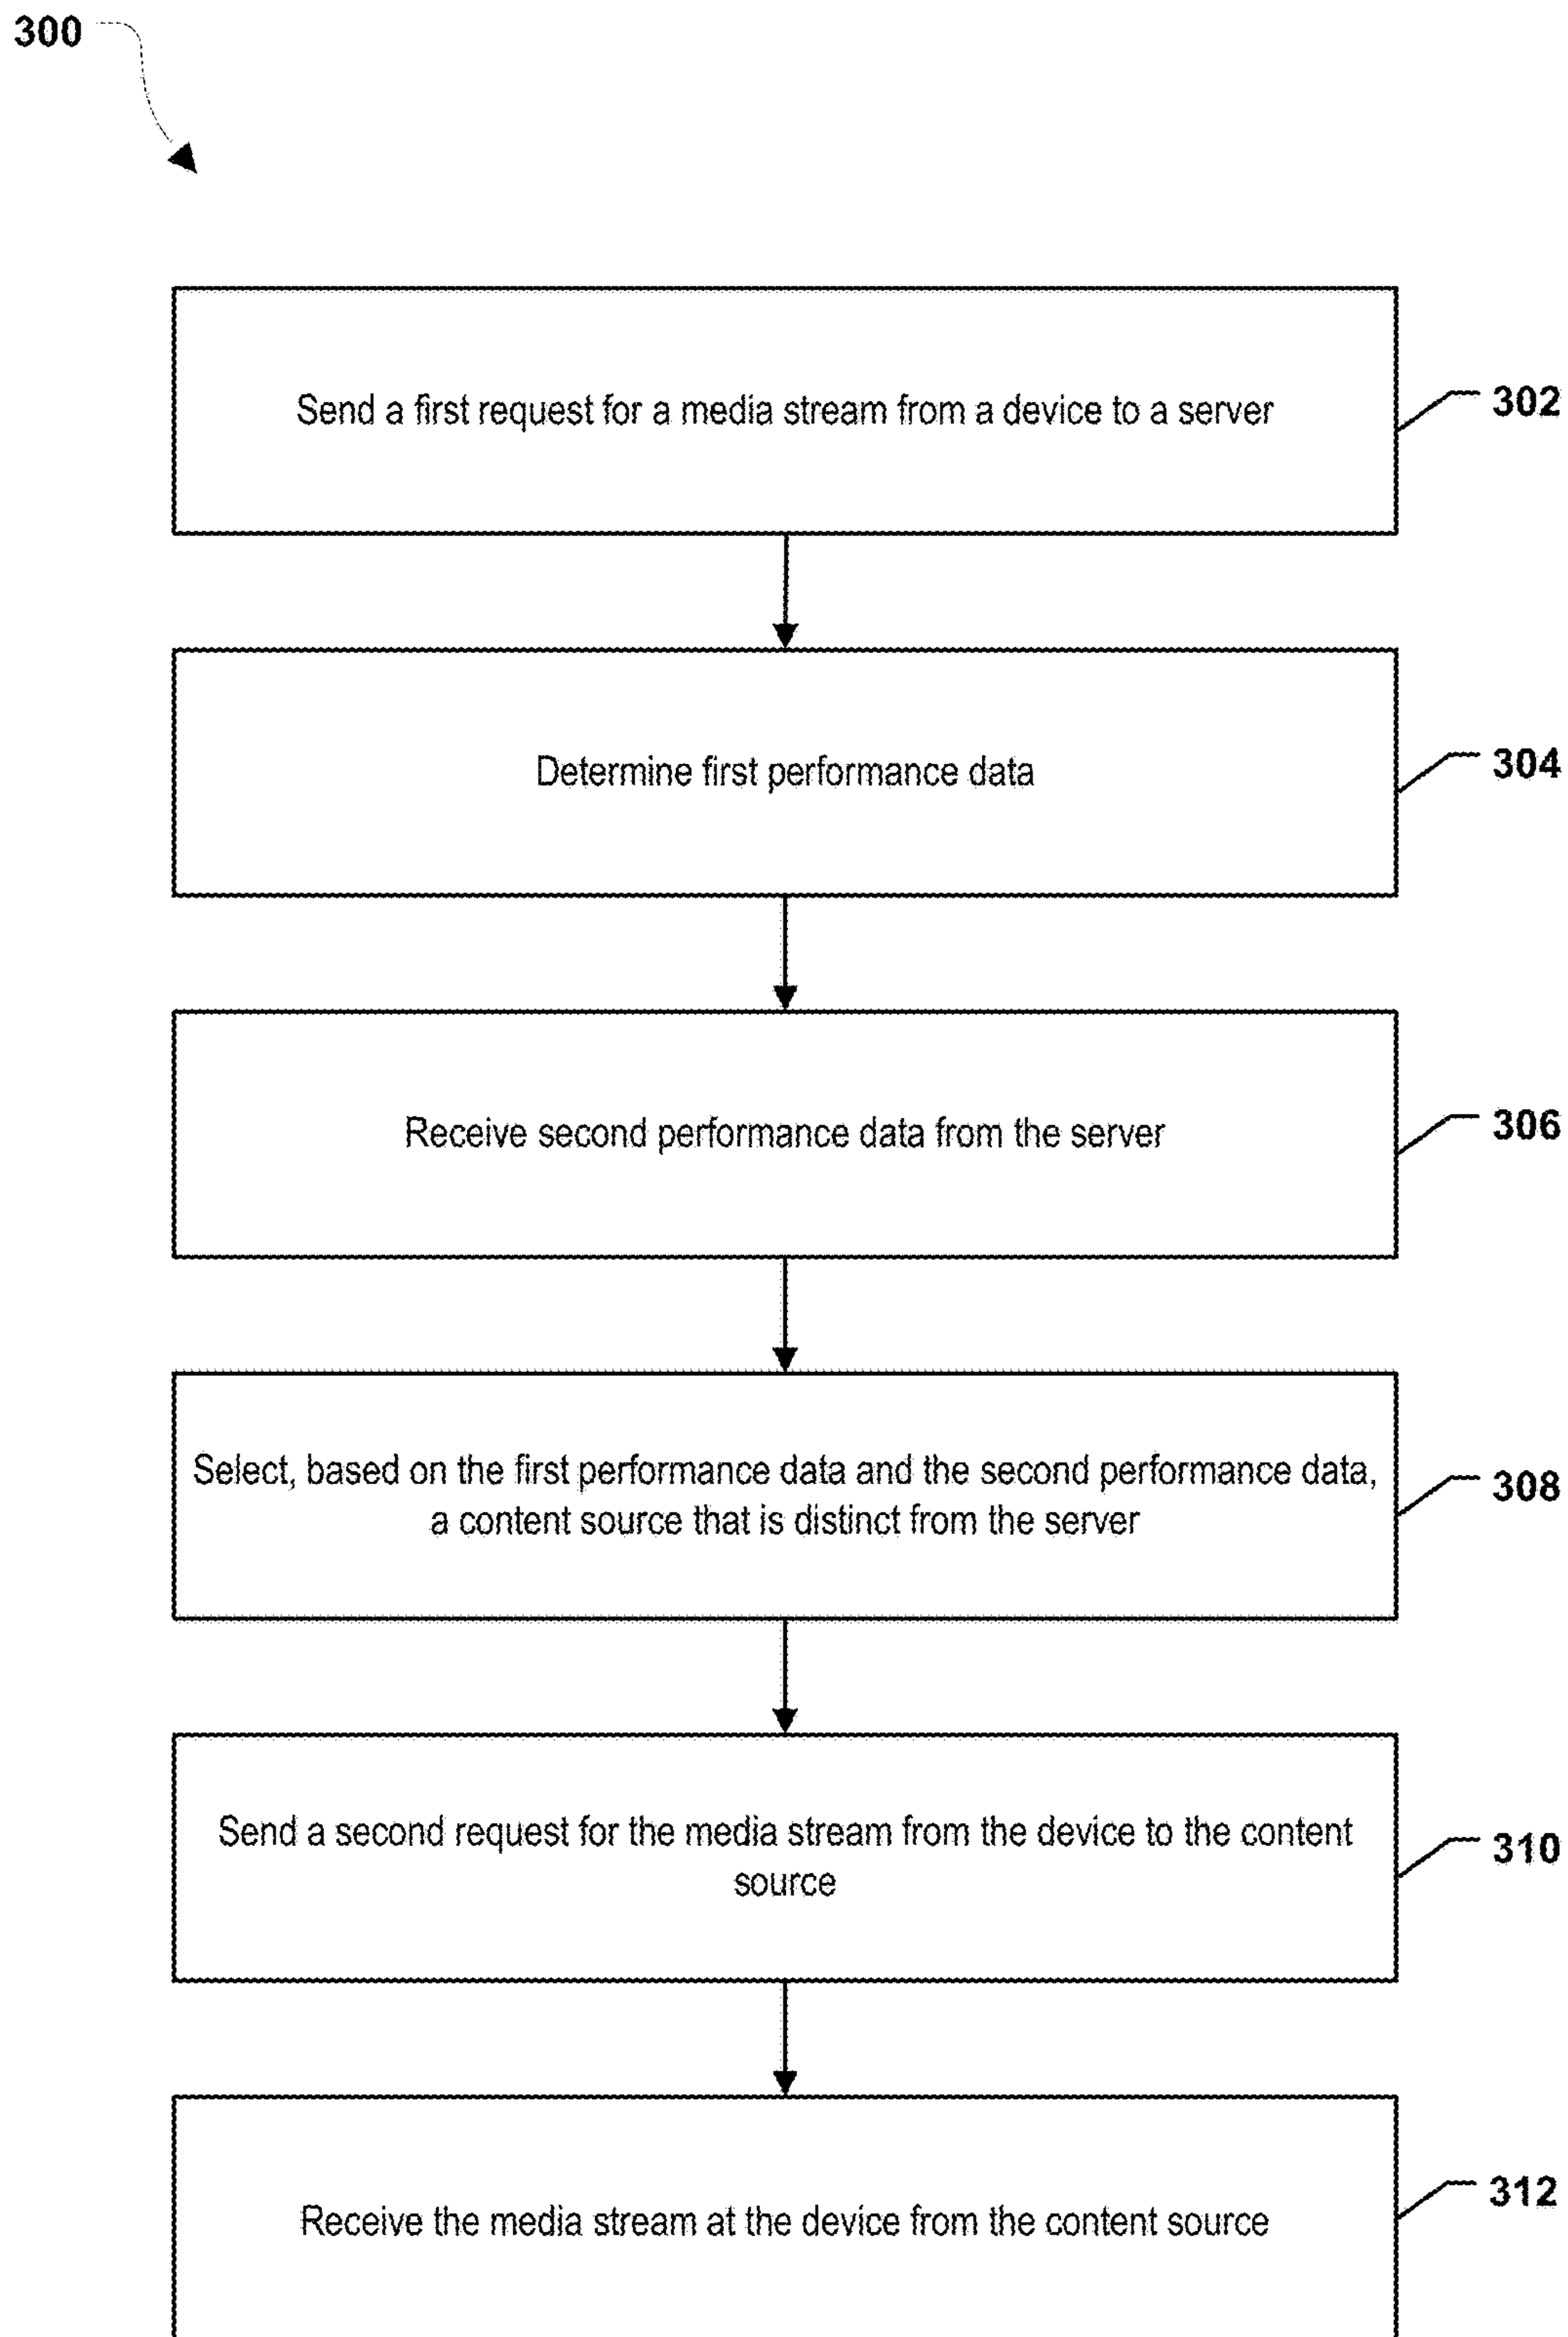 300
Send a first request for a media stream from a device to a server
302
Determine first performance data
304
Receive second performance data from the server
306
Select, based on the first performance data and the second performance data,
a content source that is distinct from the server
308
Send a second request for the media stream from the device to the content
source
310
Receive the media stream at the device from the content source
312